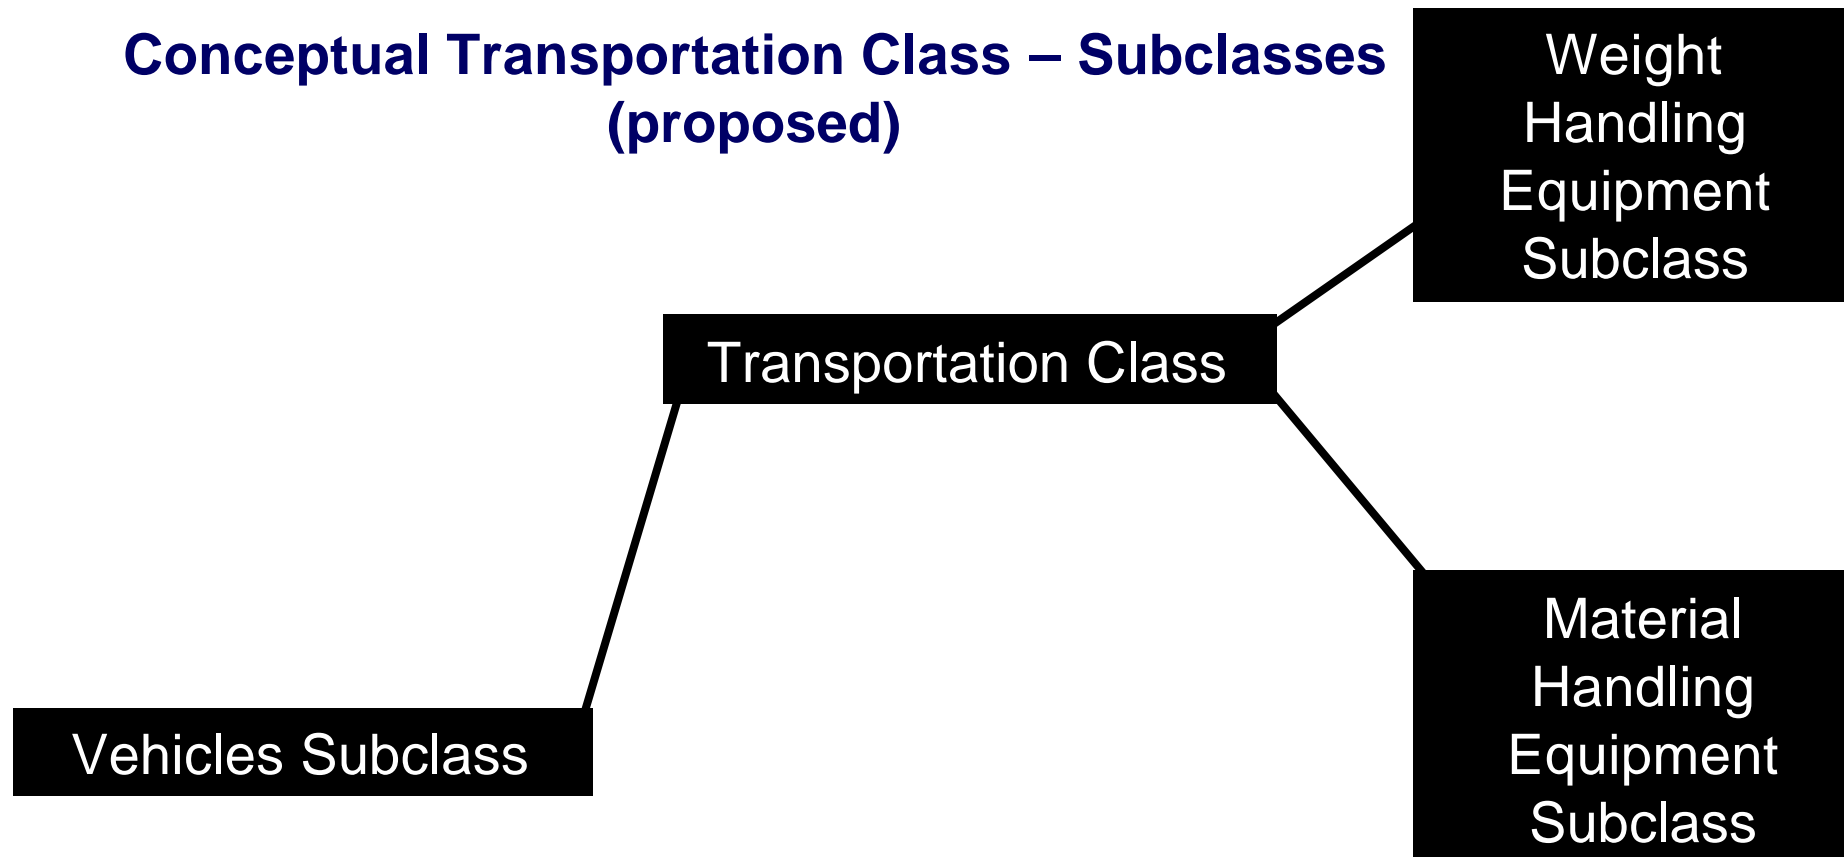 Conceptual Transportation Class – Subclasses
(proposed)
Weight
Handling
Equipment
Subclass
Transportation Class
Vehicles Subclass
Material
Handling
Equipment
Subclass